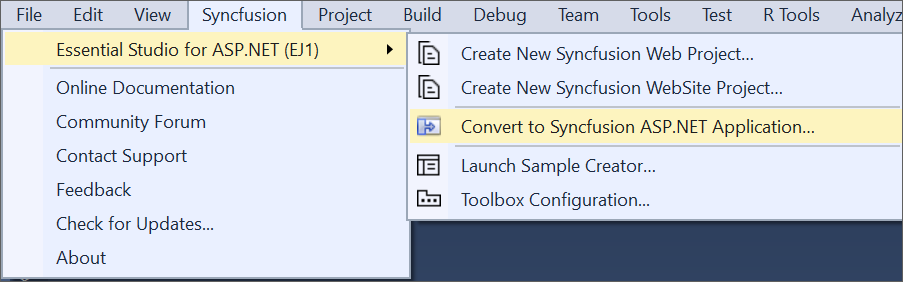 File Edit View Syncfusion Project Build Debug Team Tools Test R Tools Analyz
Essential Studio for ASP.NET (EJ1)
Online Documentation
Community Forum
Contact Support
Feedback
Check for Updates...
About
Create New Syncfusion Web Project...
Create New Syncfusion WebSite Project...
Convert to Syncfusion ASP.NET Application...
Launch Sample Creator...
Toolbox Configuration...